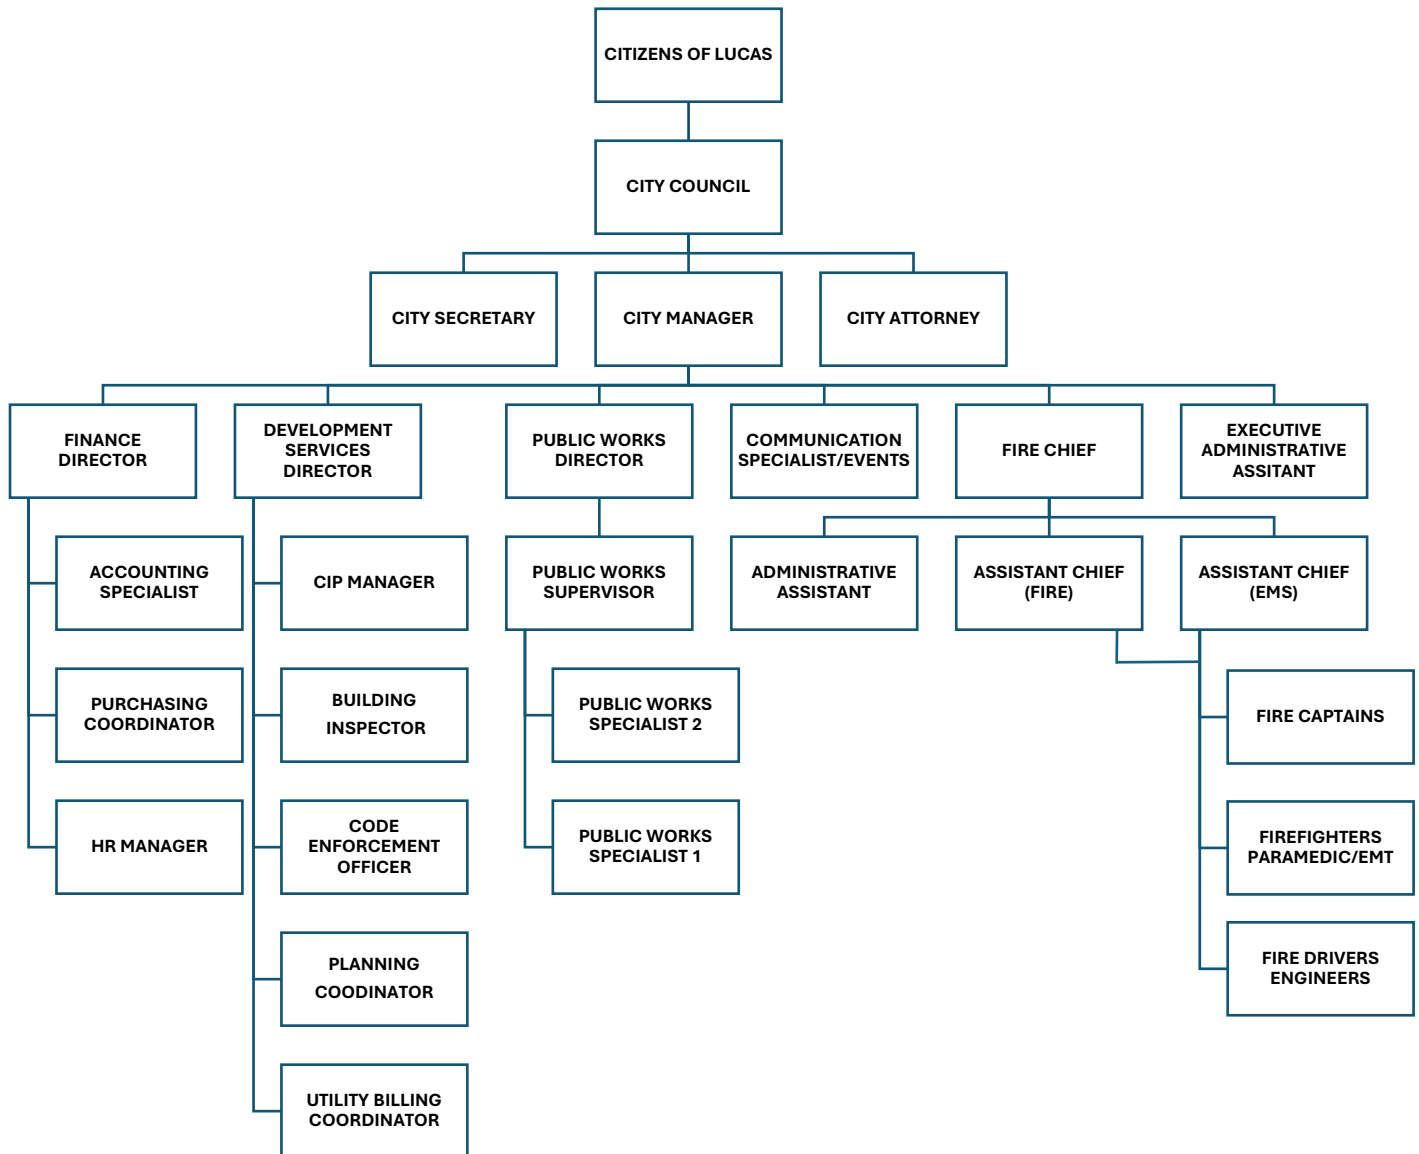 CITIZENS OF LUCAS
CITY COUNCIL
CITY SECRETARY
CITY MANAGER
CITY ATTORNEY
FINANCE
DIRECTOR
DEVELOPMENT
SERVICES
DIRECTOR
PUBLIC WORKS
DIRECTOR
COMMUNICATION
SPECIALIST/EVENTS
FIRE CHIEF
EXECUTIVE
ADMINISTRATIVE
ASSITANT
ACCOUNTING
SPECIALIST
CIP MANAGER
PUBLIC WORKS
SUPERVISOR
ADMINISTRATIVE
ASSISTANT
ASSISTANT CHIEF
(FIRE)
ASSISTANT CHIEF
(EMS)
PURCHASING
COORDINATOR
BUILDING
INSPECTOR
PUBLIC WORKS
SPECIALIST 2
FIRE CAPTAINS
HR MANAGER
CODE
ENFORCEMENT
OFFICER
PUBLIC WORKS
SPECIALIST 1
FIREFIGHTERS
PARAMEDIC/EMT
PLANNING
COODINATOR
FIRE DRIVERS
ENGINEERS
UTILITY BILLING
COORDINATOR